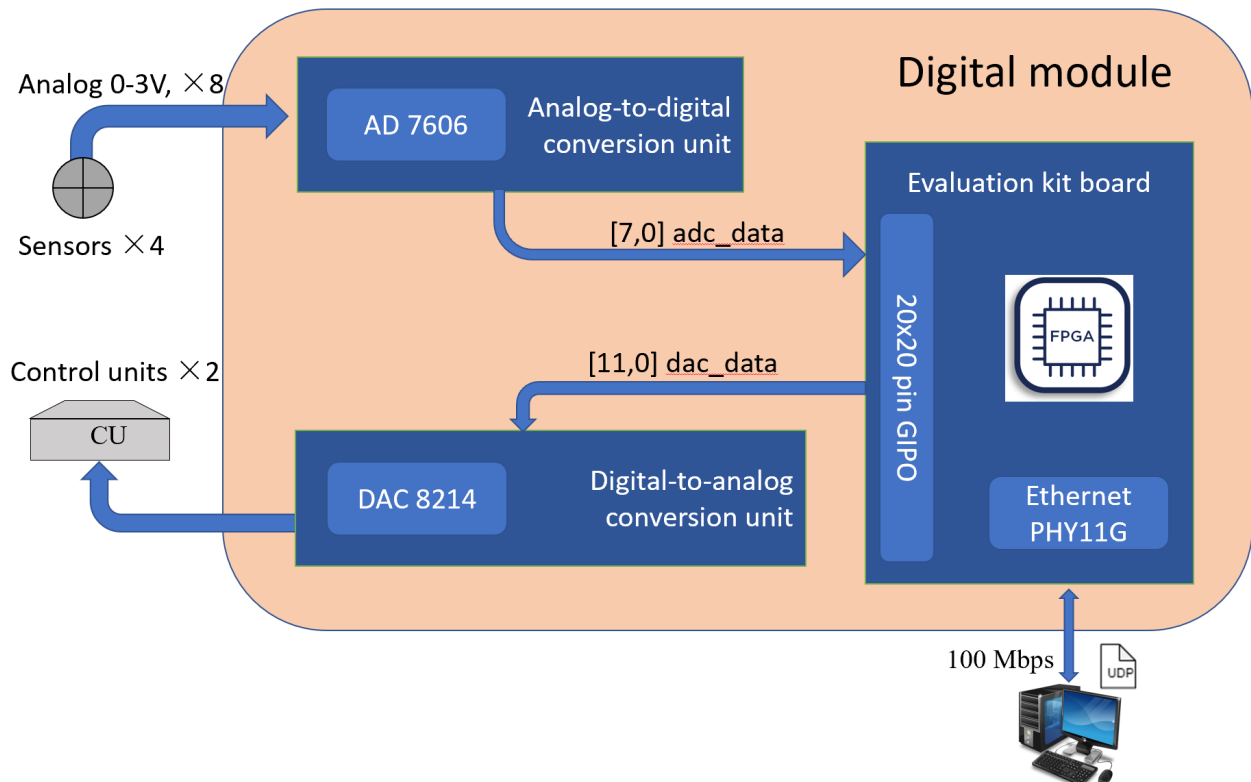 Digital module
Analog 0-3V, ×8
Sensors ×4
AD 7606
Analog-to-digital
conversion unit
[7,0] adc_data
Evaluation kit board
20x20 pin GIPO
FPGA
Ethernet
PHY11G
[11,0] dac_data
Control units ×2
CU
DAC 8214
Digital-to-analog
conversion unit
100 Mbps
UDP